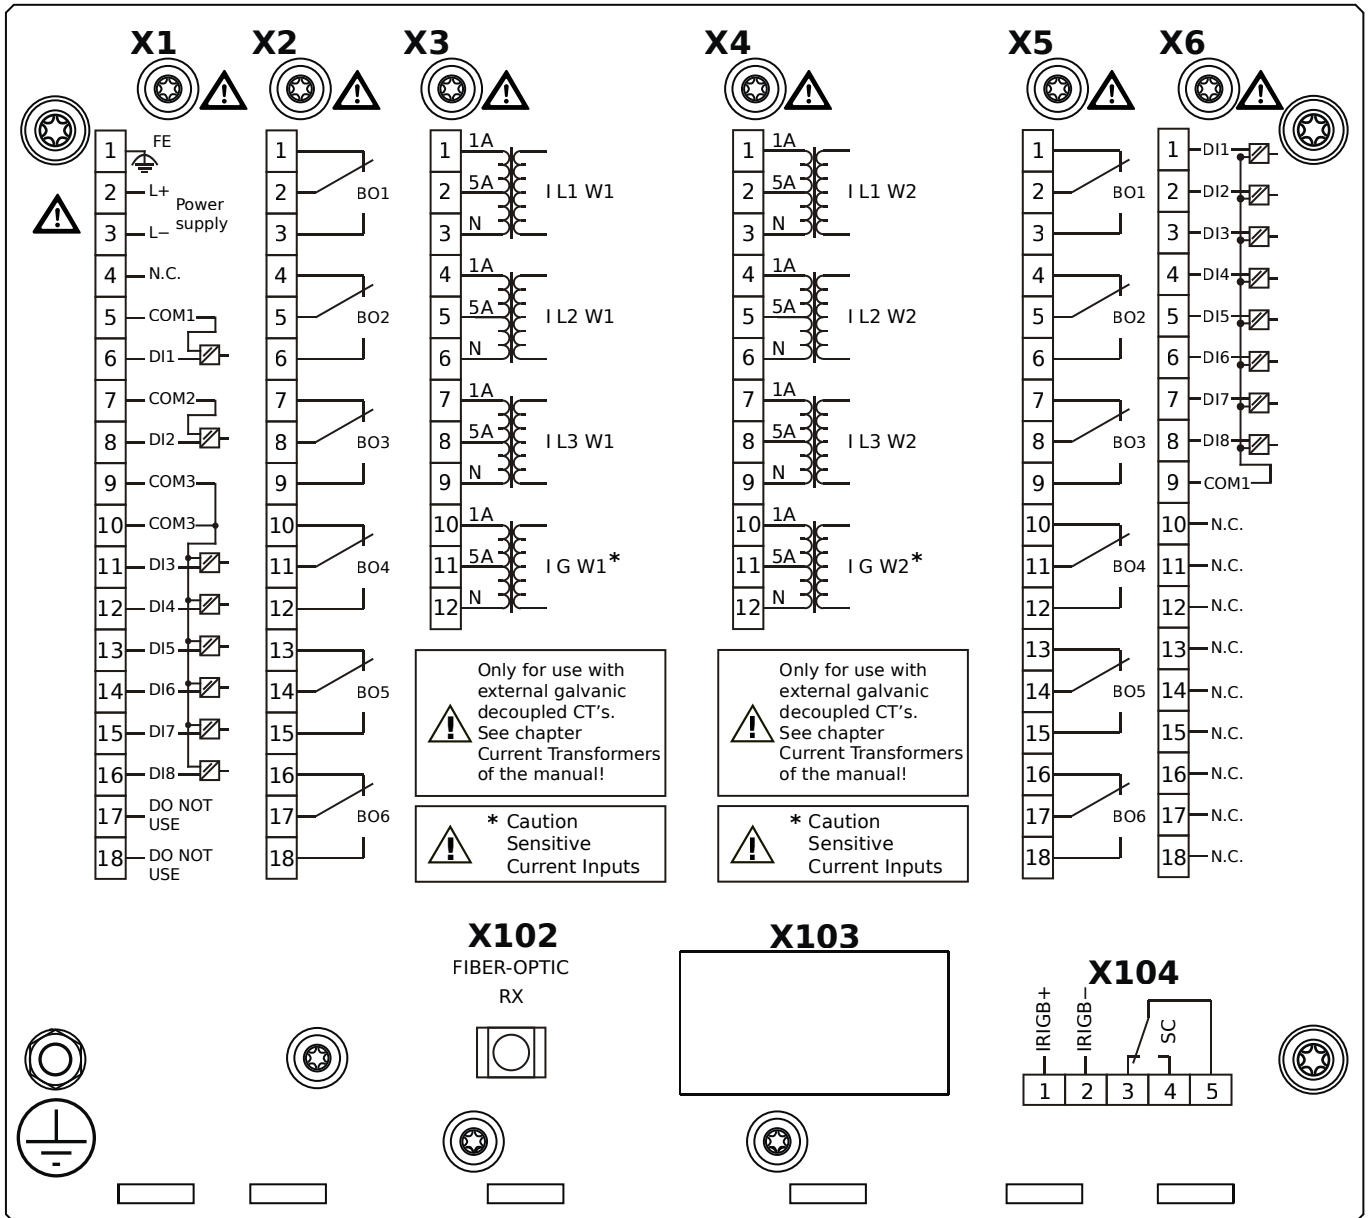 X1
X2
X3
X4
X5
X6
1 FE
2 L+
Power
supply
3 L−
4 N.C.
5 COM1
6 DI1
7 COM2
8 DI2
9 COM3
10 COM3
11 DI3
12 DI4
13 DI5
14 DI6
15 DI7
16 DI8
17 DO NOT
USE
18 DO NOT
USE
1
2 BO1
3
4
5 BO2
6
7
8 BO3
9
10
11 BO4
12
13
14 BO5
15
16
17 BO6
18
1 1A
2 5A I L1 W1
3 N
4 1A
5 5A I L2 W1
6 N
7 1A
8 5A I L3 W1
9 N
10 1A
11 5A I G W1*
12 N
Only for use with
external galvanic
decoupled CT's.
See chapter
Current Transformers
of the manual!
* Caution
Sensitive
Current Inputs
1 1A
2 5A I L1 W2
3 N
4 1A
5 5A I L2 W2
6 N
7 1A
8 5A I L3 W2
9 N
10 1A
11 5A I G W2*
12 N
Only for use with
external galvanic
decoupled CT's.
See chapter
Current Transformers
of the manual!
* Caution
Sensitive
Current Inputs
1
2 BO1
3
4
5 BO2
6
7
8 BO3
9
10
11 BO4
12
13
14 BO5
15
16
17 BO6
18
1 DI1
2 DI2
3 DI3
4 DI4
5 DI5
6 DI6
7 DI7
8 DI8
9 COM1
10 N.C.
11 N.C.
12 N.C.
13 N.C.
14 N.C.
15 N.C.
16 N.C.
17 N.C.
18 N.C.
X102
FIBER-OPTIC
RX
X103
X104
IRIGB+
IRIGB−
SC
1 2 3 4 5